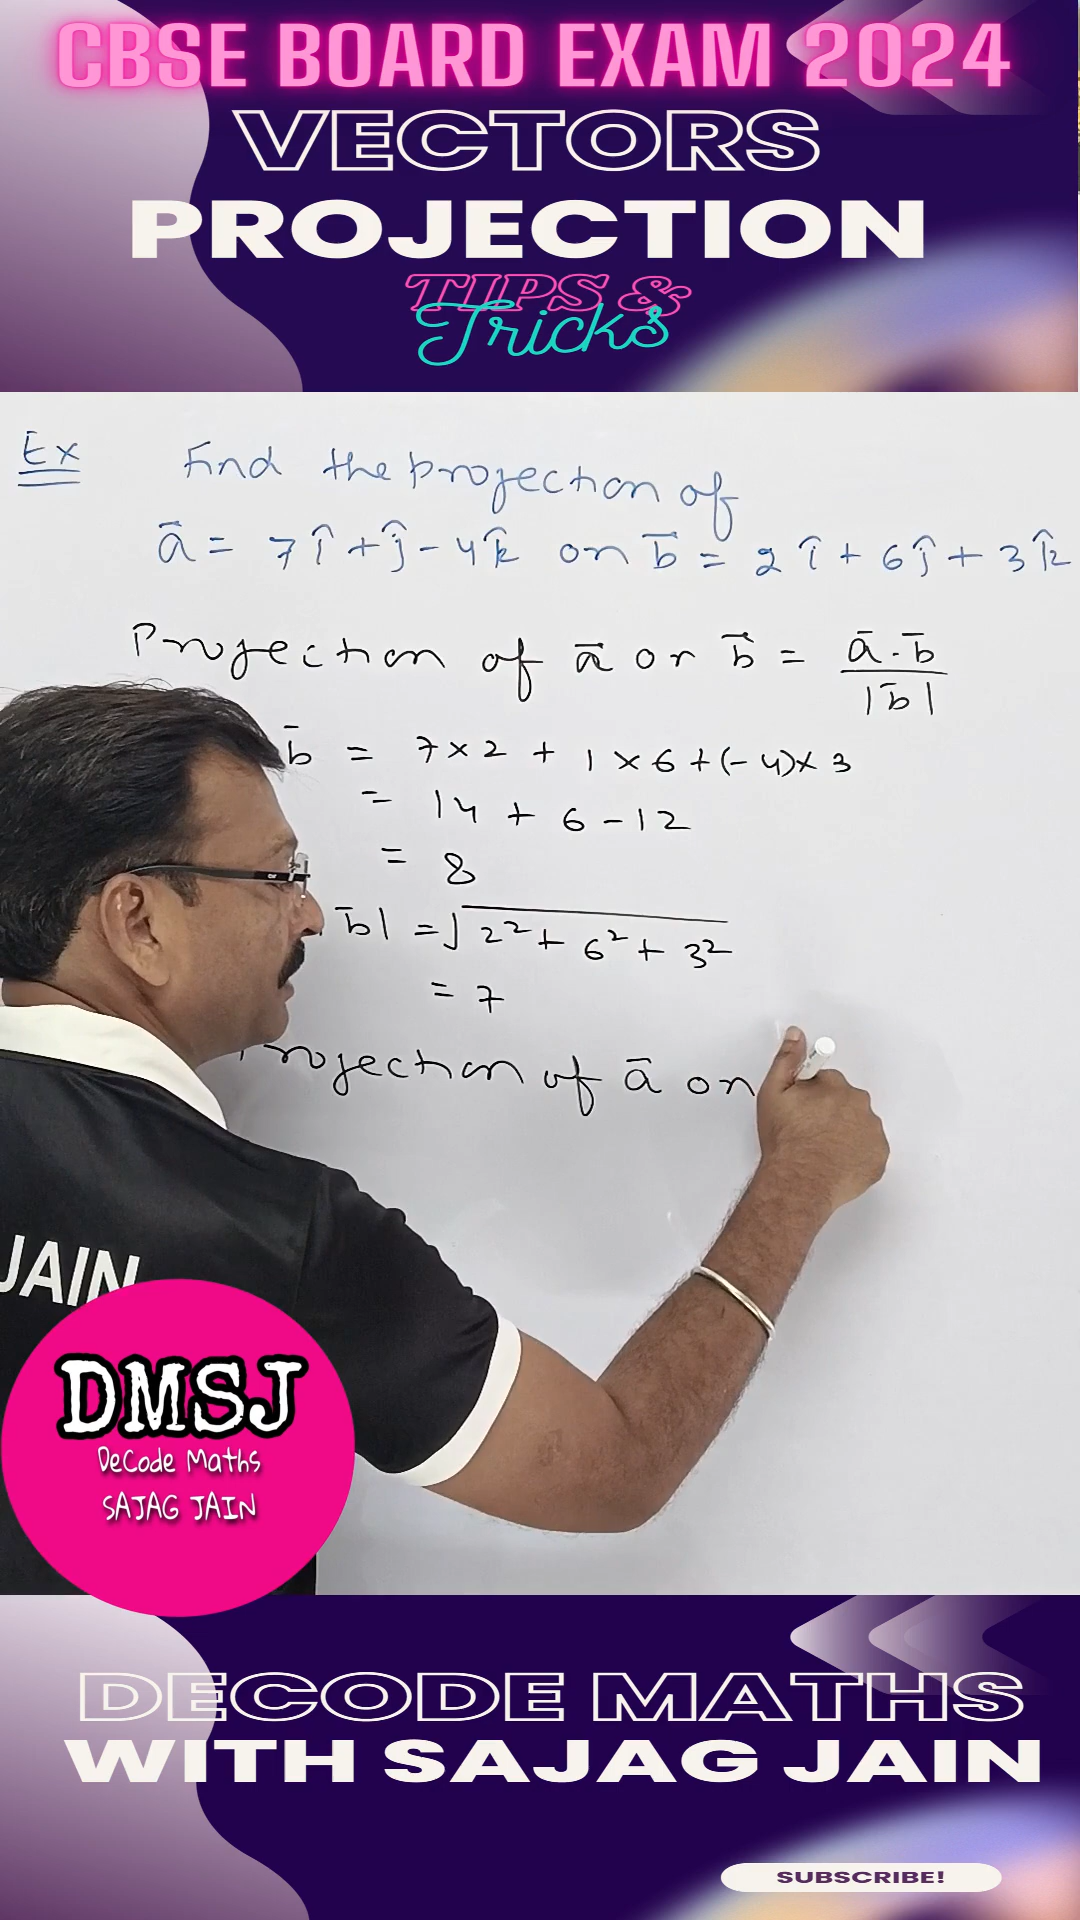 CBSE BOARD EXAM 2024
VECTORS
PROJECTION
TIPS &
Tricks
Ex Find the projection of
a̅ = 7î + ĵ - 4k̂ on b̅ = 2î + 6ĵ + 3k̂
Projection of a̅ on b̅ = a̅ . b̅ / |b̅|
b̅ = 7 × 2 + 1 × 6 + (-4) × 3
= 14 + 6 - 12
= 8
b̅| = √2² + 6² + 3²
= 7
rojection of a̅ on
JAIN
DMSJ
DeCode Maths
SAJAG JAIN
DECODE MATHS
WITH SAJAG JAIN
SUBSCRIBE!